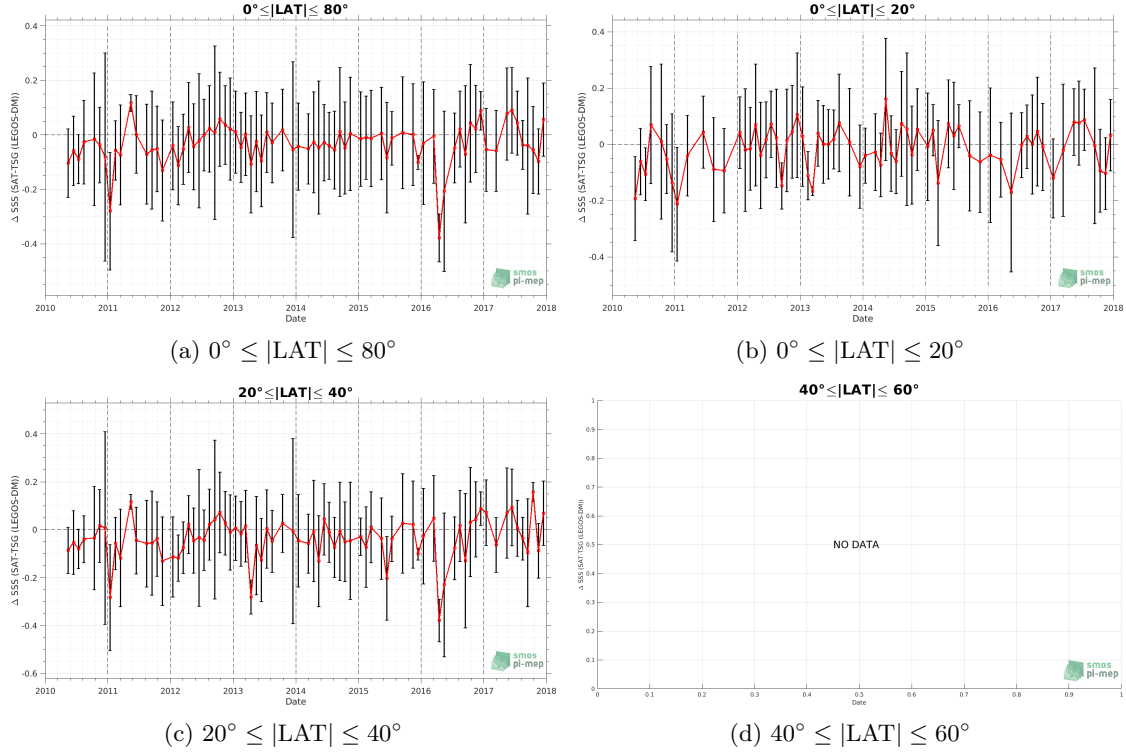 0°≤|LAT|≤ 80°
0.4
0.2
0
-0.2
-0.4
Δ SSS (SAT-TSG (LEGOS-DM))
2010 2011 2012 2013 2014 2015 2016 2017 2018
Date
smos
pi-mep
(a) 0° ≤ |LAT| ≤ 80°
0°≤|LAT|≤ 20°
0.4
0.2
0
-0.2
-0.4
Δ SSS (SAT-TSG (LEGOS-DM))
2010 2011 2012 2013 2014 2015 2016 2017 2018
Date
smos
pi-mep
(b) 0° ≤ |LAT| ≤ 20°
20°≤|LAT|≤ 40°
0.4
0.2
0
-0.2
-0.4
-0.6
Δ SSS (SAT-TSG (LEGOS-DM))
2010 2011 2012 2013 2014 2015 2016 2017 2018
Date
smos
pi-mep
(c) 20° ≤ |LAT| ≤ 40°
40°≤|LAT|≤ 60°
1
0.9
0.8
0.7
0.6
0.5
0.4
0.3
0.2
0.1
0
Δ SSS (SAT-TSG (LEGOS-DM))
NO DATA
0 0.1 0.2 0.3 0.4 0.5 0.6 0.7 0.8 0.9 1
Date
smos
pi-mep
(d) 40° ≤ |LAT| ≤ 60°